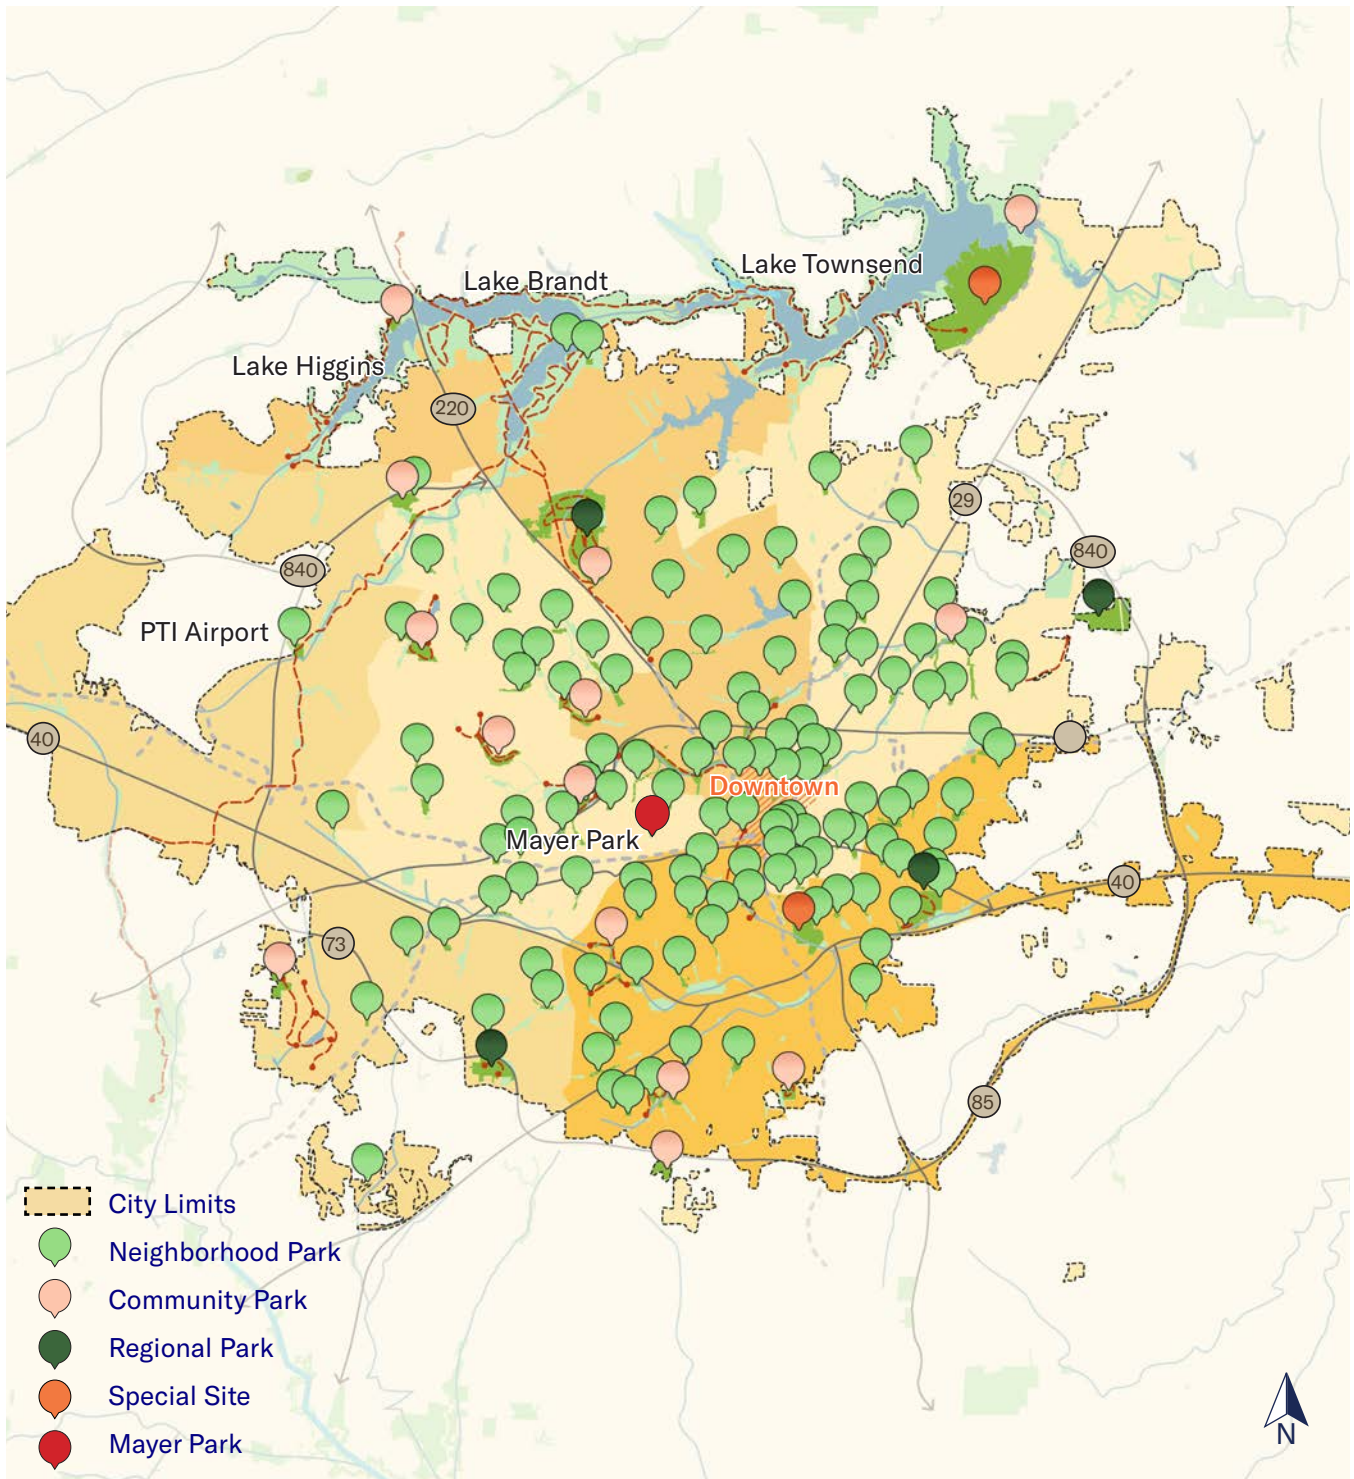 Lake Townsend
Lake Brandt
Lake Higgins
220
29
840
840
PTI Airport
40
Downtown
Mayer Park
40
73
85
City Limits
Neighborhood Park
Community Park
Regional Park
Special Site
Mayer Park
N